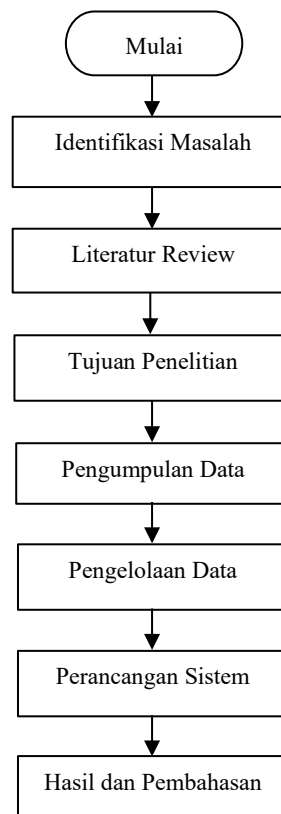 Mulai
Identifikasi Masalah
Literatur Review
Tujuan Penelitian
Pengumpulan Data
Pengelolaan Data
Perancangan Sistem
Hasil dan Pembahasan